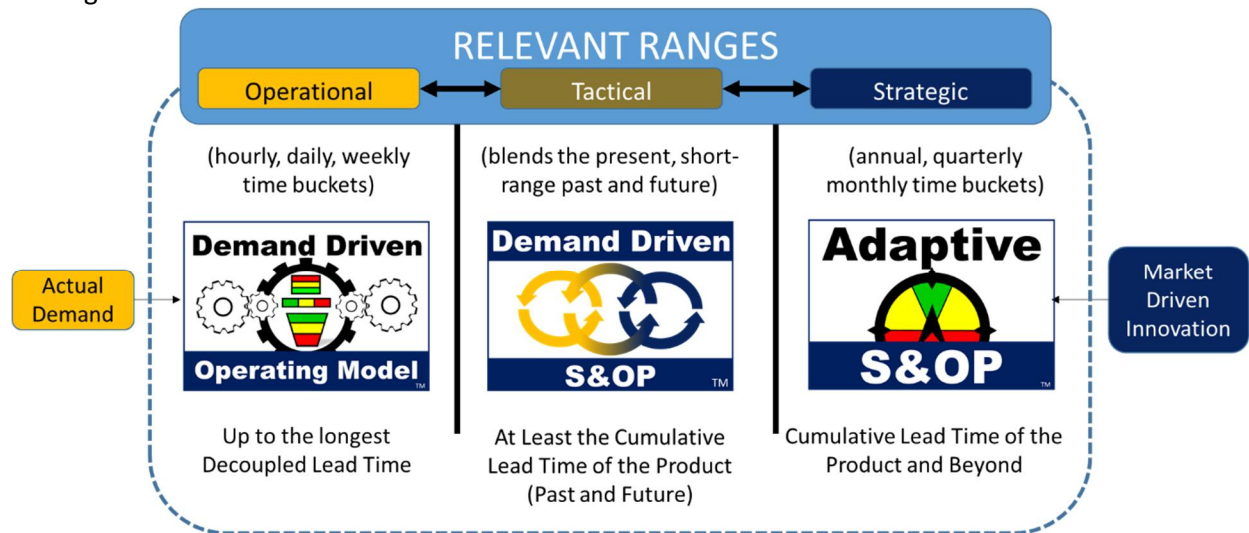 RELEVANT RANGES
Operational
Tactical
Strategic
(hourly, daily, weekly
time buckets)
(blends the present, short-
range past and future)
(annual, quarterly
monthly time buckets)
Actual
Demand
Demand Driven
Operating Model
TM
Demand Driven
S&OP
TM
Adaptive
S&OP
TM
Market
Driven
Innovation
Up to the longest
Decoupled Lead Time
At Least the Cumulative
Lead Time of the Product
(Past and Future)
Cumulative Lead Time of the
Product and Beyond